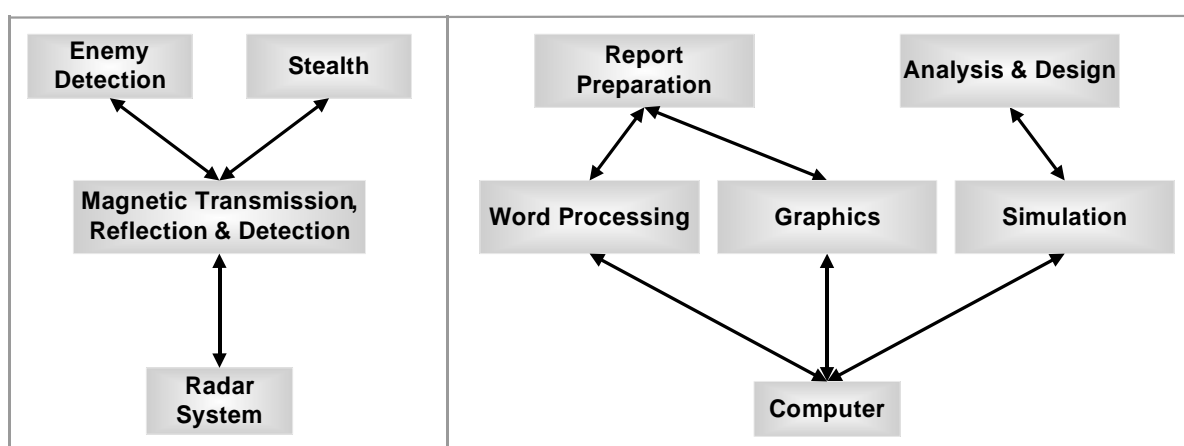 Enemy
Detection
Stealth
Magnetic Transmission,
Reflection & Detection
Radar
System
Report
Preparation
Analysis & Design
Word Processing
Graphics
Simulation
Computer